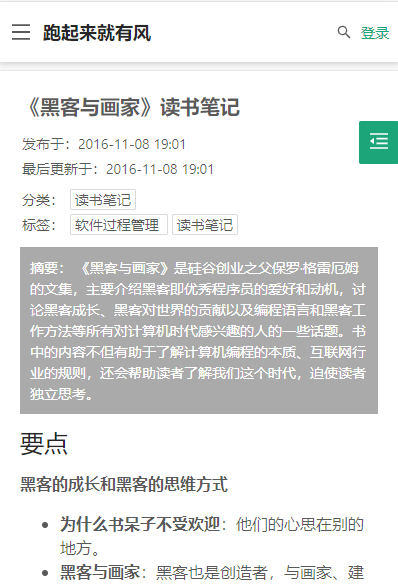 跑起来就有风
登录
《黑客与画家》读书笔记
发布于：2016-11-08 19:01
最后更新于：2016-11-08 19:01
分类： 读书笔记
标签： 软件过程管理 读书笔记
摘要： 《黑客与画家》是硅谷创业之父保罗·格雷厄姆
的文集，主要介绍黑客即优秀程序员的爱好和动机，讨
论黑客成长、黑客对世界的贡献以及编程语言和黑客工
作方法等所有对计算机时代感兴趣的人的一些话题。书
中的内容不但有助于了解计算机编程的本质、互联网行
业的规则，还会帮助读者了解我们这个时代，迫使读者
独立思考。
要点
黑客的成长和黑客的思维方式
• 为什么书呆子不受欢迎：他们的心思在别的
地方。
• 黑客与画家：黑客也是创造者，与画家、建